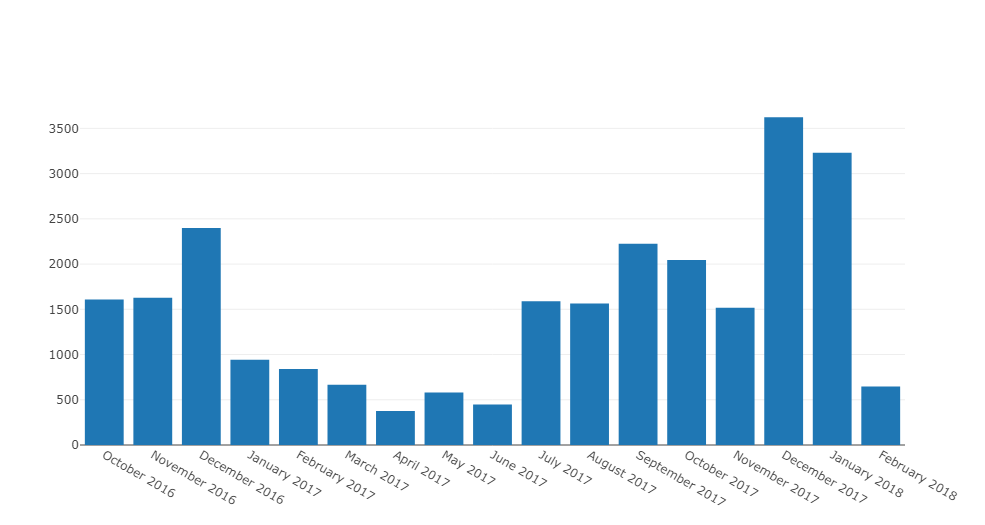 3500
3000
2500
2000
1500
1000
500
0
October 2016
November 2016
December 2016
January 2017
February 2017
March 2017
April 2017
May 2017
June 2017
July 2017
August 2017
September 2017
October 2017
November 2017
December 2017
January 2018
February 2018